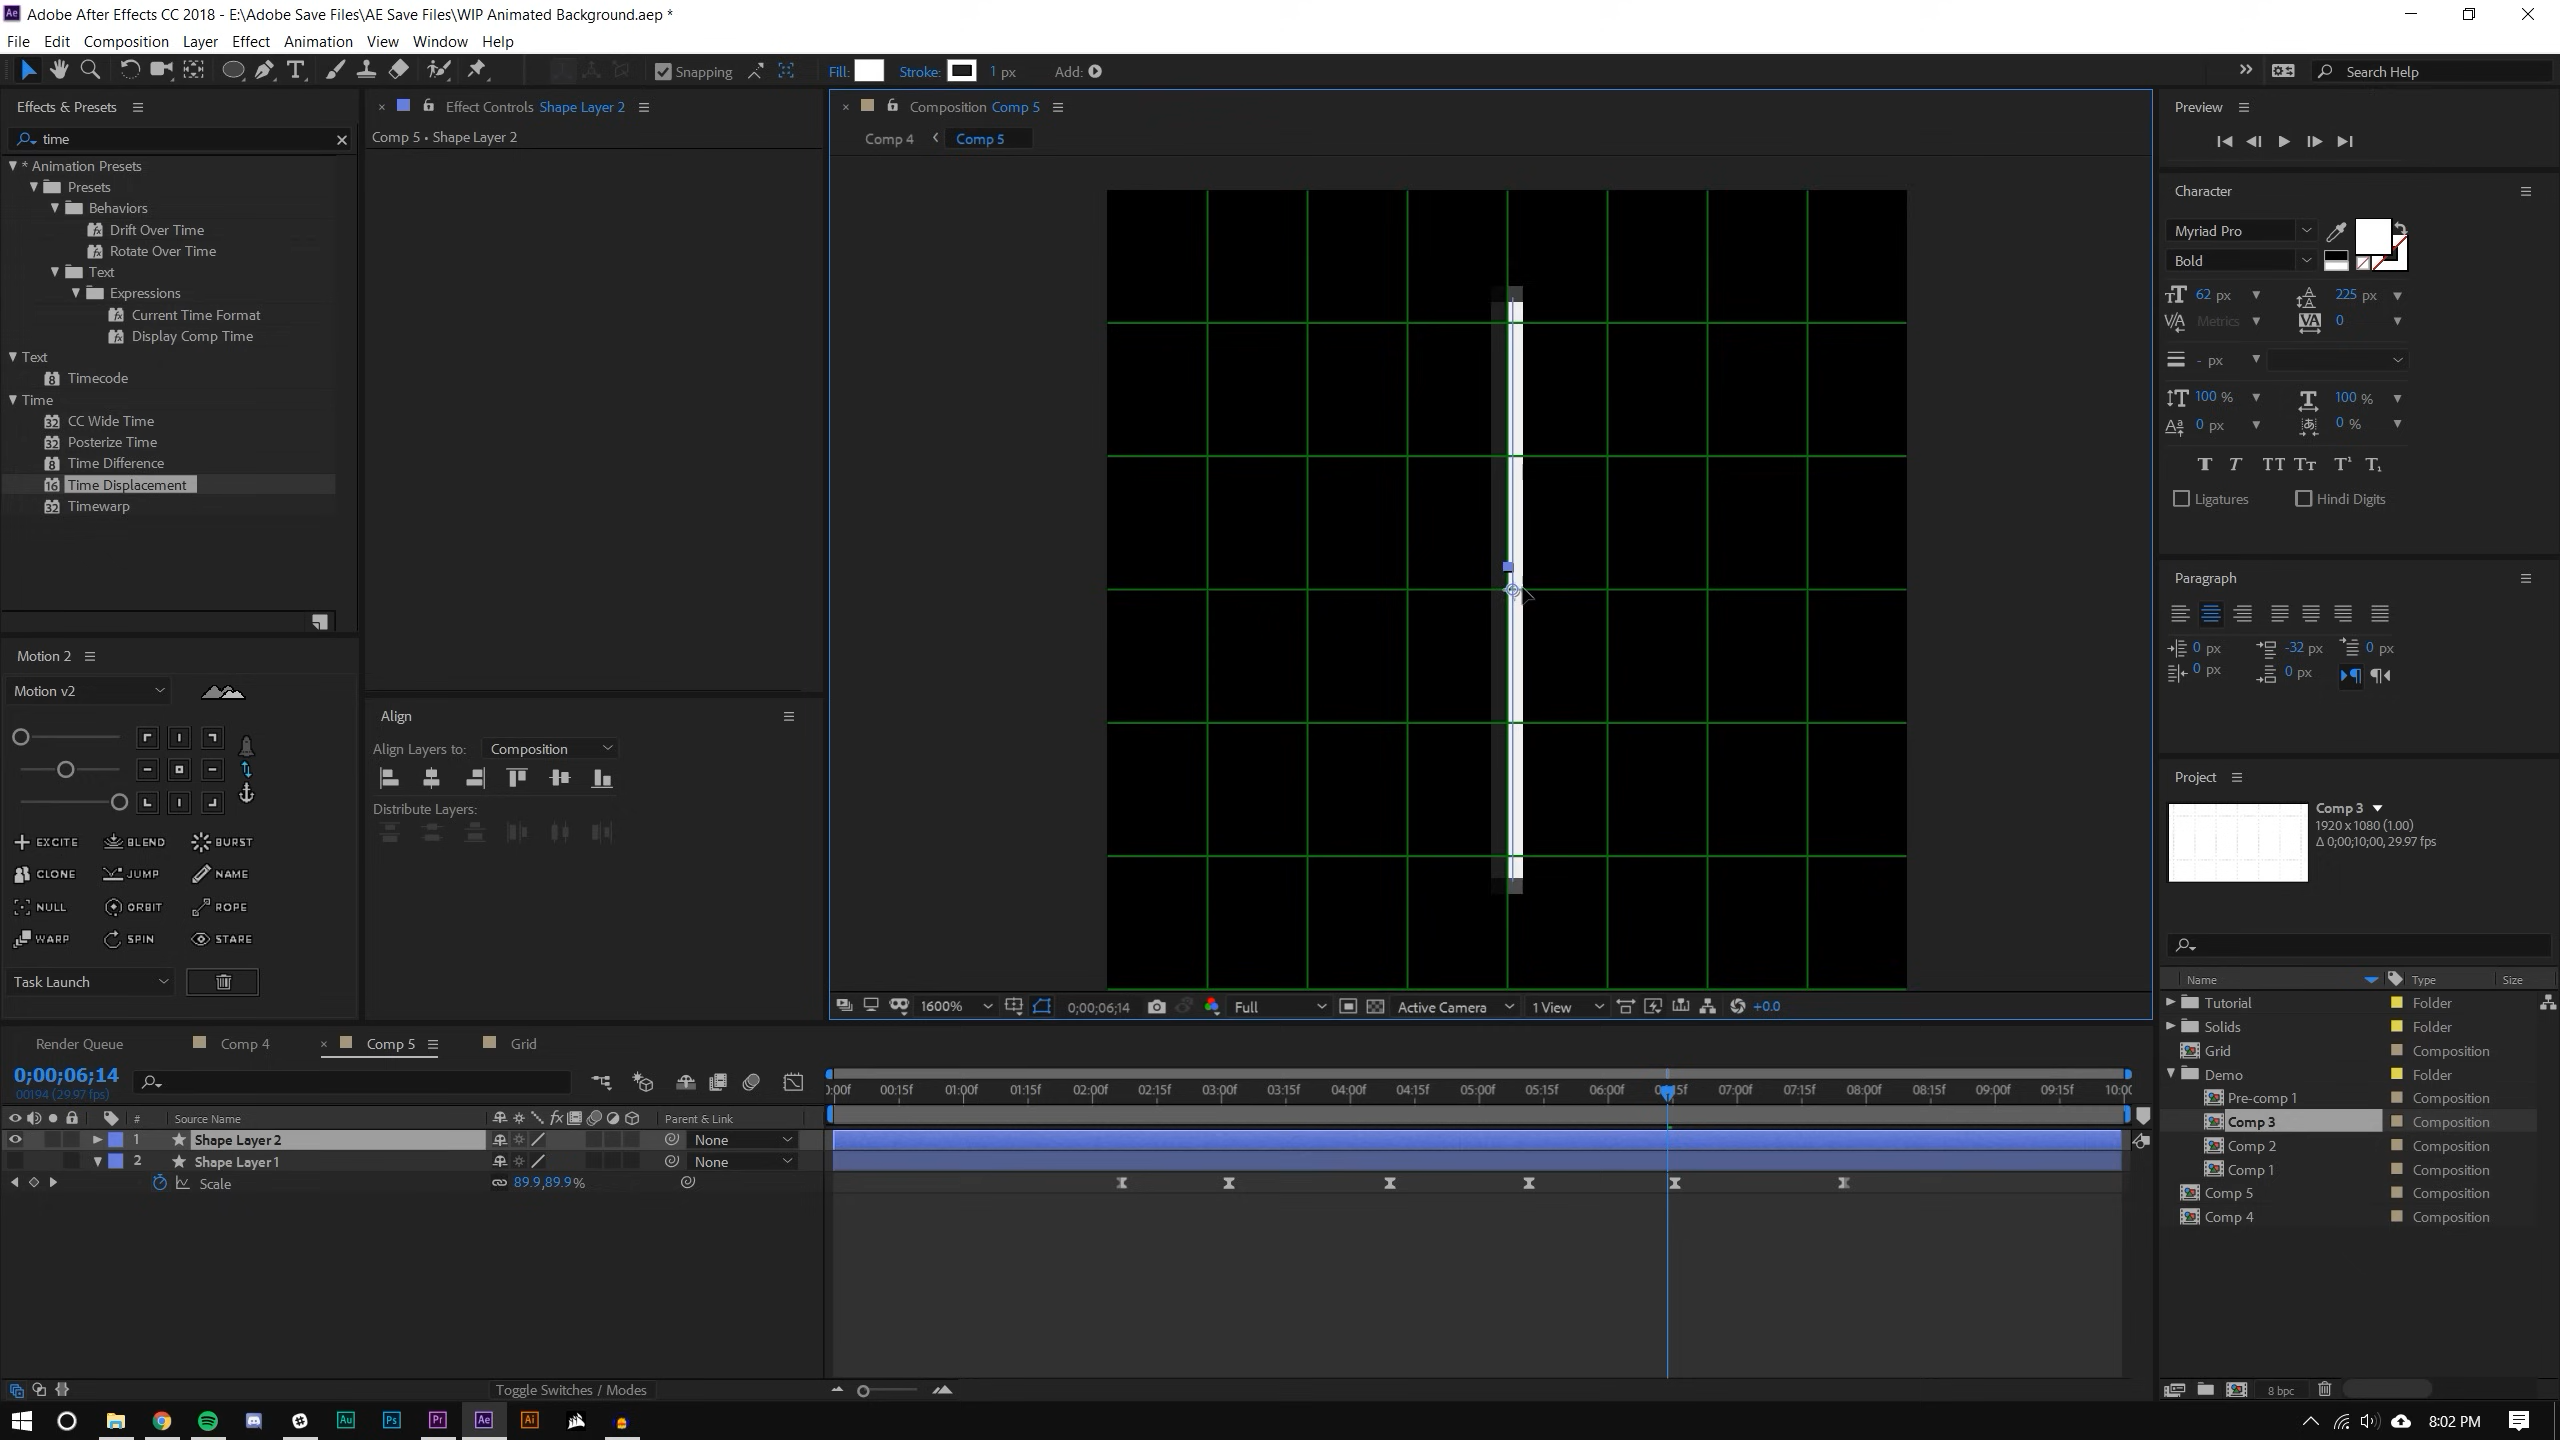 Adobe After Effects CC 2018 - E:\Adobe Save Files\AE Save Files\WIP Animated Background.aep *
File Edit Composition Layer Effect Animation View Window Help
Snapping Fill: Stroke: 1 px Add: Search Help
Effects & Presets
time
* Animation Presets
Presets
Behaviors
Drift Over Time
Rotate Over Time
Text
Expressions
Current Time Format
Display Comp Time
Text
Timecode
Time
CC Wide Time
Posterize Time
Time Difference
Time Displacement
Timewarp
Motion 2
Motion v2
EXCITE BLEND BURST
CLONE JUMP NAME
NULL ORBIT ROPE
WARP SPIN STARE
Task Launch
Effect Controls Shape Layer 2
Comp 5 • Shape Layer 2
Align
Align Layers to: Composition
Distribute Layers:
Composition Comp 5
Comp 4 Comp 5
1600% 0;00;06;14 Full Active Camera 1 View +0.0
Preview
Character
Myriad Pro
Bold
62 px 225 px
Metrics 0
- px
100 % 100 %
0 px 0 %
Ligatures Hindi Digits
Paragraph
0 px -32 px 0 px
0 px 0 px
Project
Comp 3
1920 x 1080 (1.00)
Δ 0;00;10;00, 29.97 fps
Name Type Size
Tutorial Folder
Solids Folder
Grid Composition
Demo Folder
Pre-comp 1 Composition
Comp 3 Composition
Comp 2 Composition
Comp 1 Composition
Comp 5 Composition
Comp 4 Composition
8 bpc
Render Queue Comp 4 Comp 5 Grid
0;00;06;14
00194 (29.97 fps)
00:15f 01:00f 01:15f 02:00f 02:15f 03:00f 03:15f 04:00f 04:15f 05:00f 05:15f 06:00f 07:00f 07:15f 08:00f 08:15f 09:00f 09:15f
# Source Name Parent & Link
1 Shape Layer 2 None
2 Shape Layer 1 None
Scale 89.9,89.9%
Toggle Switches / Modes
Au Ps Pr Ae Ai 8:02 PM